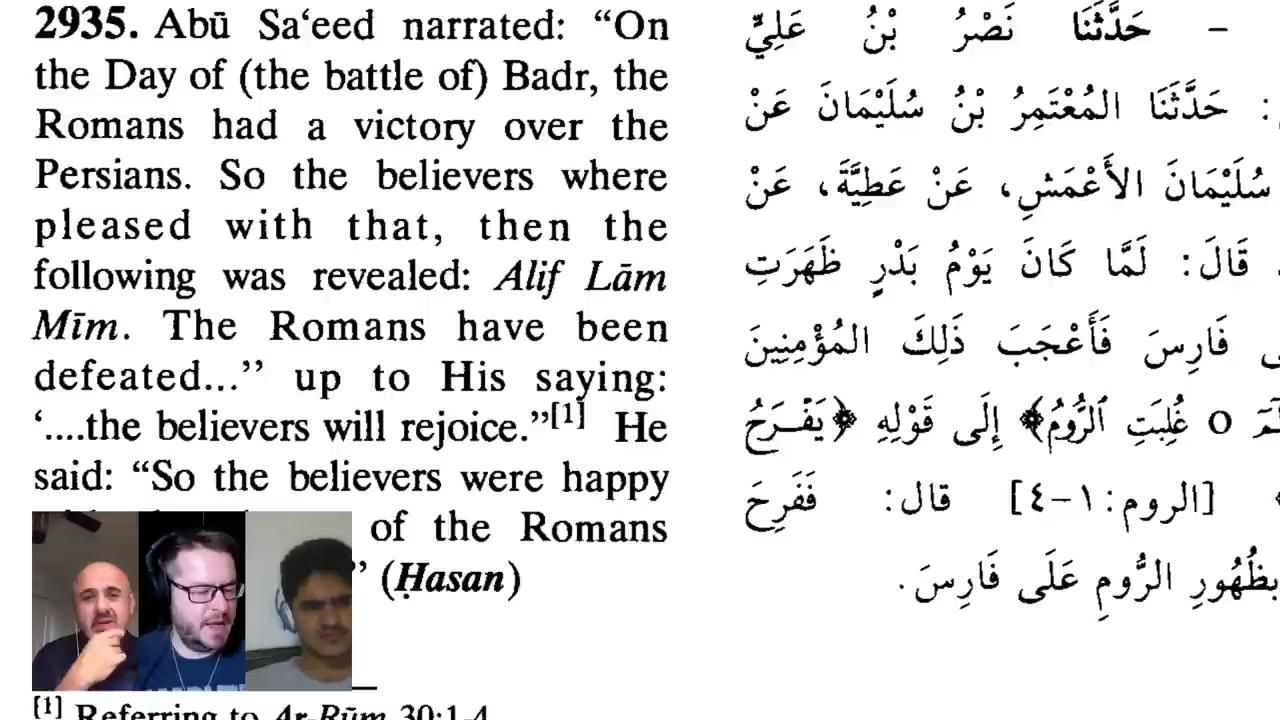 2935. Abū Sa‘eed narrated: “On
the Day of (the battle of) Badr, the
Romans had a victory over the
Persians. So the believers where
pleased with that, then the
following was revealed: Alif Lām
Mīm. The Romans have been
defeated...” up to His saying:
‘....the believers will rejoice.”[1] He
said: “So the believers were happy
of the Romans
” (Ḥasan)
[1] Referring to Ar-Rūm 30:1-4
– حَدَّثَنَا نَصْرُ بْنُ عَلِيٍّ
: حَدَّثَنَا المُعْتَمِرُ بْنُ سُلَيْمَانَ عَنْ
سُلَيْمَانَ الأَعْمَشِ، عَنْ عَطِيَّةَ، عَنْ
قَالَ: لَمَّا كَانَ يَوْمُ بَدْرٍ ظَهَرَتِ
فَارِسَ فَأَعْجَبَ ذَلِكَ المُؤْمِنِينَ
o غُلِبَتِ ٱلرُّومُ﴾ إِلَى قَوْلِهِ ﴿يَفْرَحُ
[الروم: ١-٤] قال: فَفَرِحَ
بِظُهُورِ الرُّومِ عَلَى فَارِسَ.